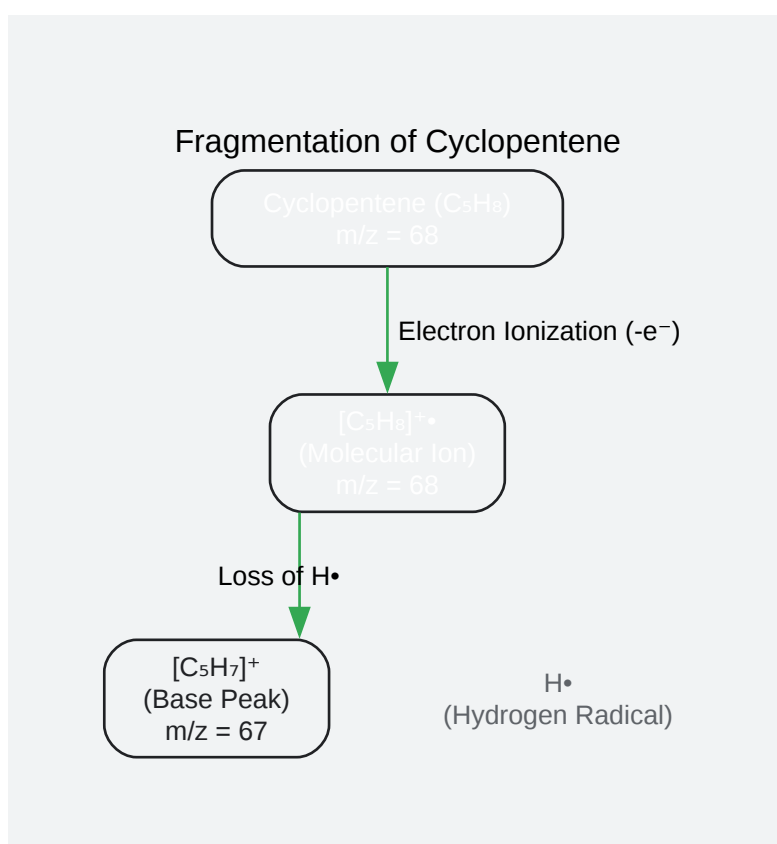 Fragmentation of Cyclopentene
Cyclopentene (C₅H₈)
m/z = 68
Electron Ionization (-e⁻)
[C₅H₈]⁺•
(Molecular Ion)
m/z = 68
Loss of H•
[C₅H₇]⁺
(Base Peak)
m/z = 67
H•
(Hydrogen Radical)